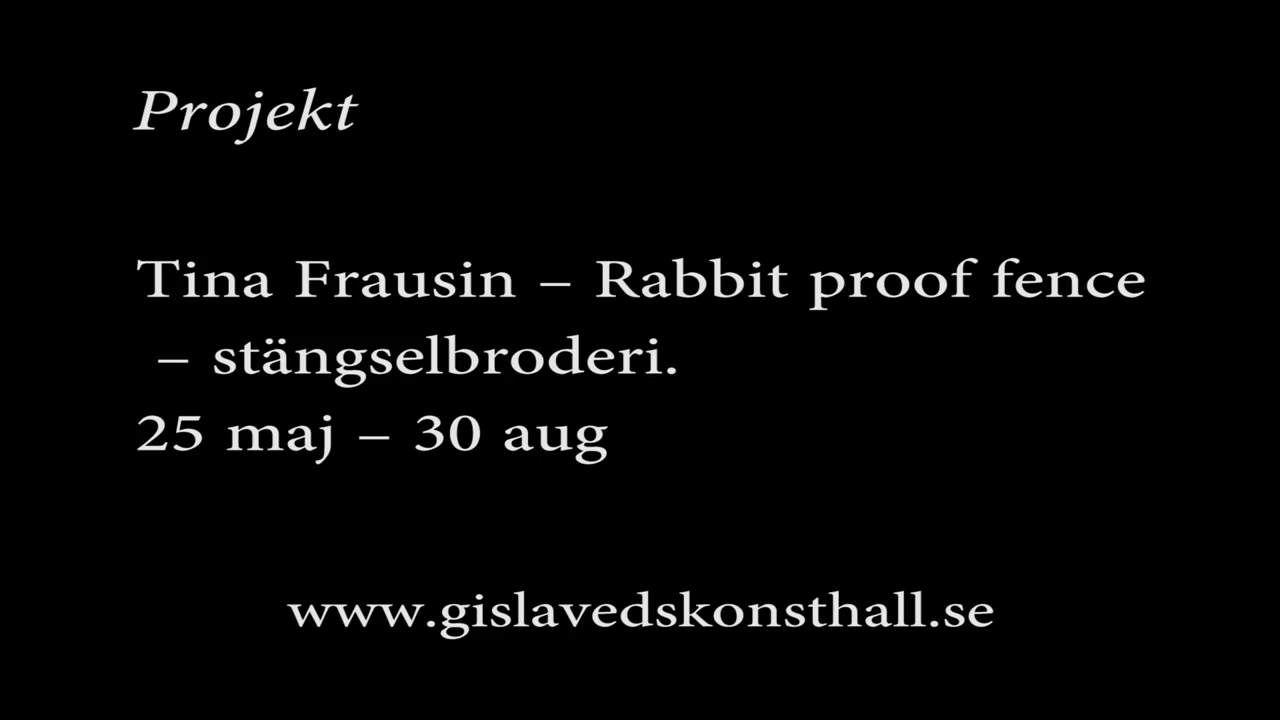 Projekt
Tina Frausin – Rabbit proof fence
– stängselbroderi.
25 maj – 30 aug
www.gislavedskonsthall.se